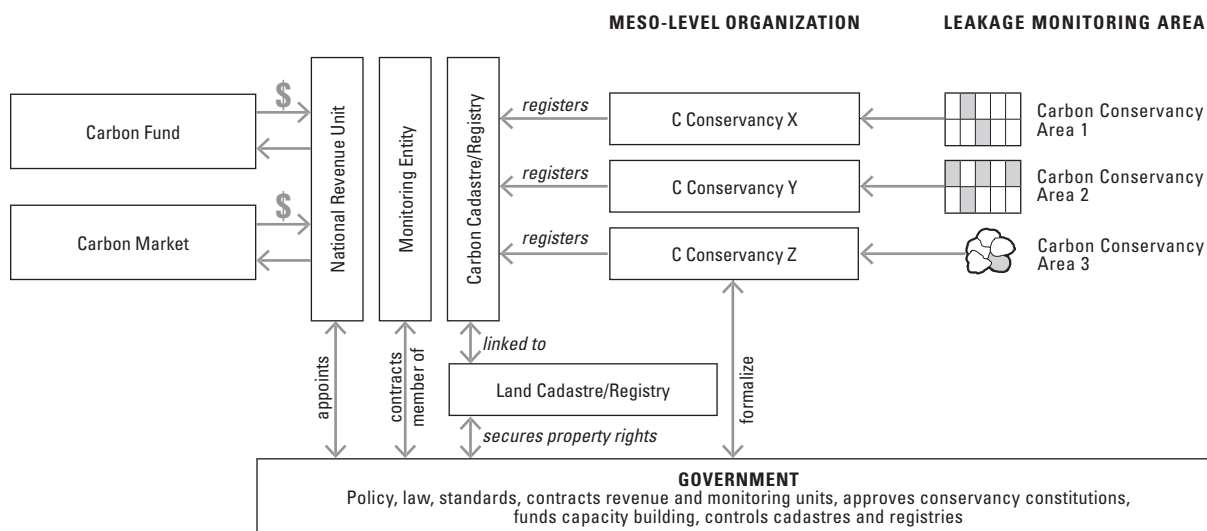 MESO-LEVEL ORGANIZATION
LEAKAGE MONITORING AREA
Carbon Fund
$
Carbon Market
$
National Revenue Unit
Monitoring Entity
Carbon Cadastre/Registry
registers
C Conservancy X
Carbon Conservancy
Area 1
registers
C Conservancy Y
Carbon Conservancy
Area 2
registers
C Conservancy Z
Carbon Conservancy
Area 3
appoints
contracts
member of
linked to
Land Cadastre/Registry
secures property rights
formalize
GOVERNMENT
Policy, law, standards, contracts revenue and monitoring units, approves conservancy constitutions,
funds capacity building, controls cadastres and registries